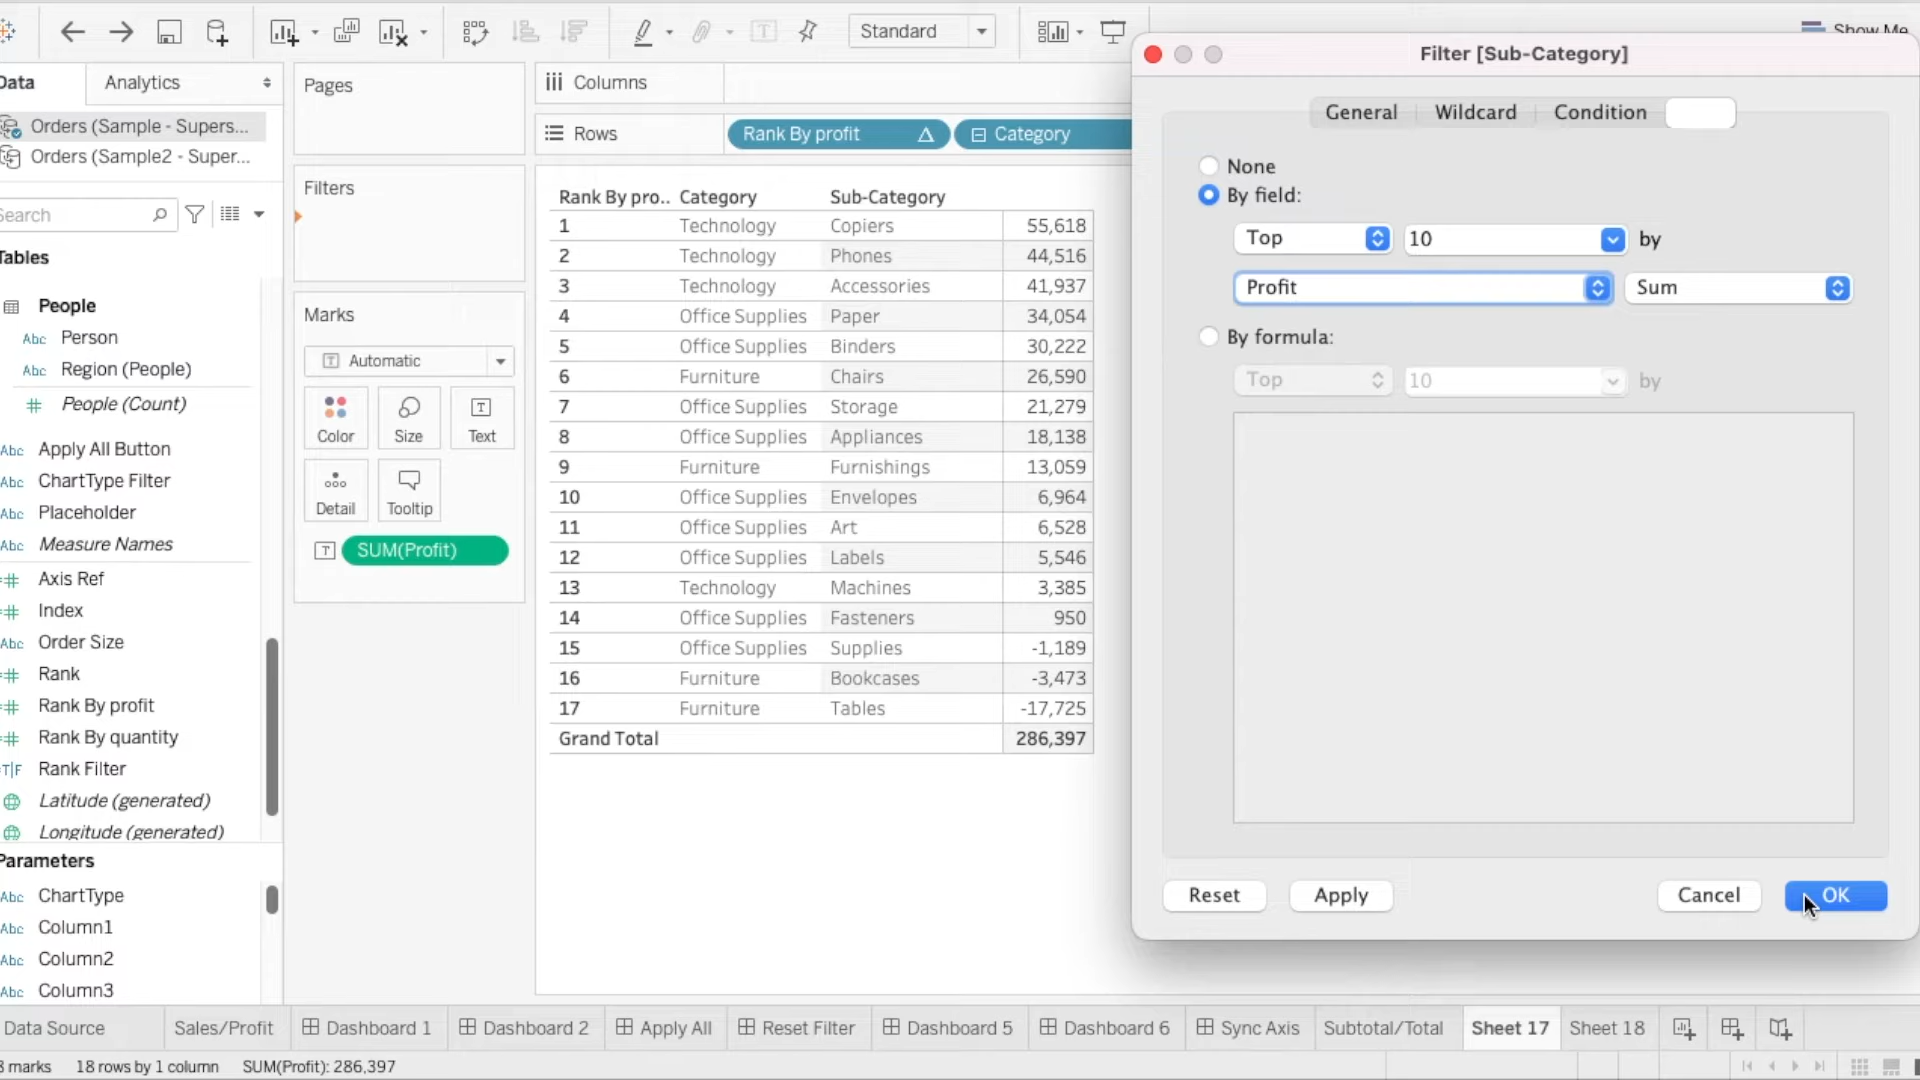 Standard
Show Me
Data
Analytics
Orders (Sample - Supers...
Orders (Sample2 - Super...
Search
Tables
People
Abc Person
Abc Region (People)
# People (Count)
Abc Apply All Button
Abc ChartType Filter
Abc Placeholder
Abc Measure Names
Axis Ref
Index
Abc Order Size
Rank
Rank By profit
Rank By quantity
T|F Rank Filter
Latitude (generated)
Longitude (generated)
Parameters
Abc ChartType
Abc Column1
Abc Column2
Abc Column3
Pages
Filters
Marks
Automatic
Color
Size
Text
Detail
Tooltip
SUM(Profit)
Columns
Rows
Rank By profit
Category
Rank By pro.. Category Sub-Category
1 Technology Copiers 55,618
2 Technology Phones 44,516
3 Technology Accessories 41,937
4 Office Supplies Paper 34,054
5 Office Supplies Binders 30,222
6 Furniture Chairs 26,590
7 Office Supplies Storage 21,279
8 Office Supplies Appliances 18,138
9 Furniture Furnishings 13,059
10 Office Supplies Envelopes 6,964
11 Office Supplies Art 6,528
12 Office Supplies Labels 5,546
13 Technology Machines 3,385
14 Office Supplies Fasteners 950
15 Office Supplies Supplies -1,189
16 Furniture Bookcases -3,473
17 Furniture Tables -17,725
Grand Total 286,397
Filter [Sub-Category]
General Wildcard Condition
None
By field:
Top 10 by
Profit Sum
By formula:
Top 10 by
Reset Apply Cancel OK
Data Source Sales/Profit Dashboard 1 Dashboard 2 Apply All Reset Filter Dashboard 5 Dashboard 6 Sync Axis Subtotal/Total Sheet 17 Sheet 18
marks 18 rows by 1 column SUM(Profit): 286,397